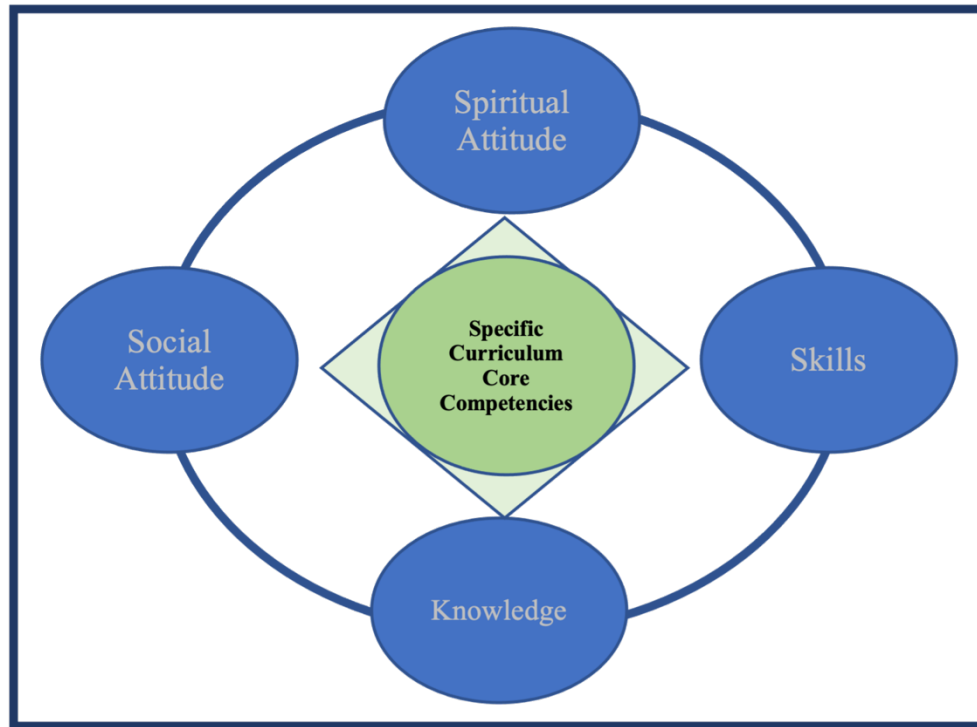 Spiritual
Attitude
Social
Attitude
Specific
Curriculum
Core
Competencies
Skills
Knowledge